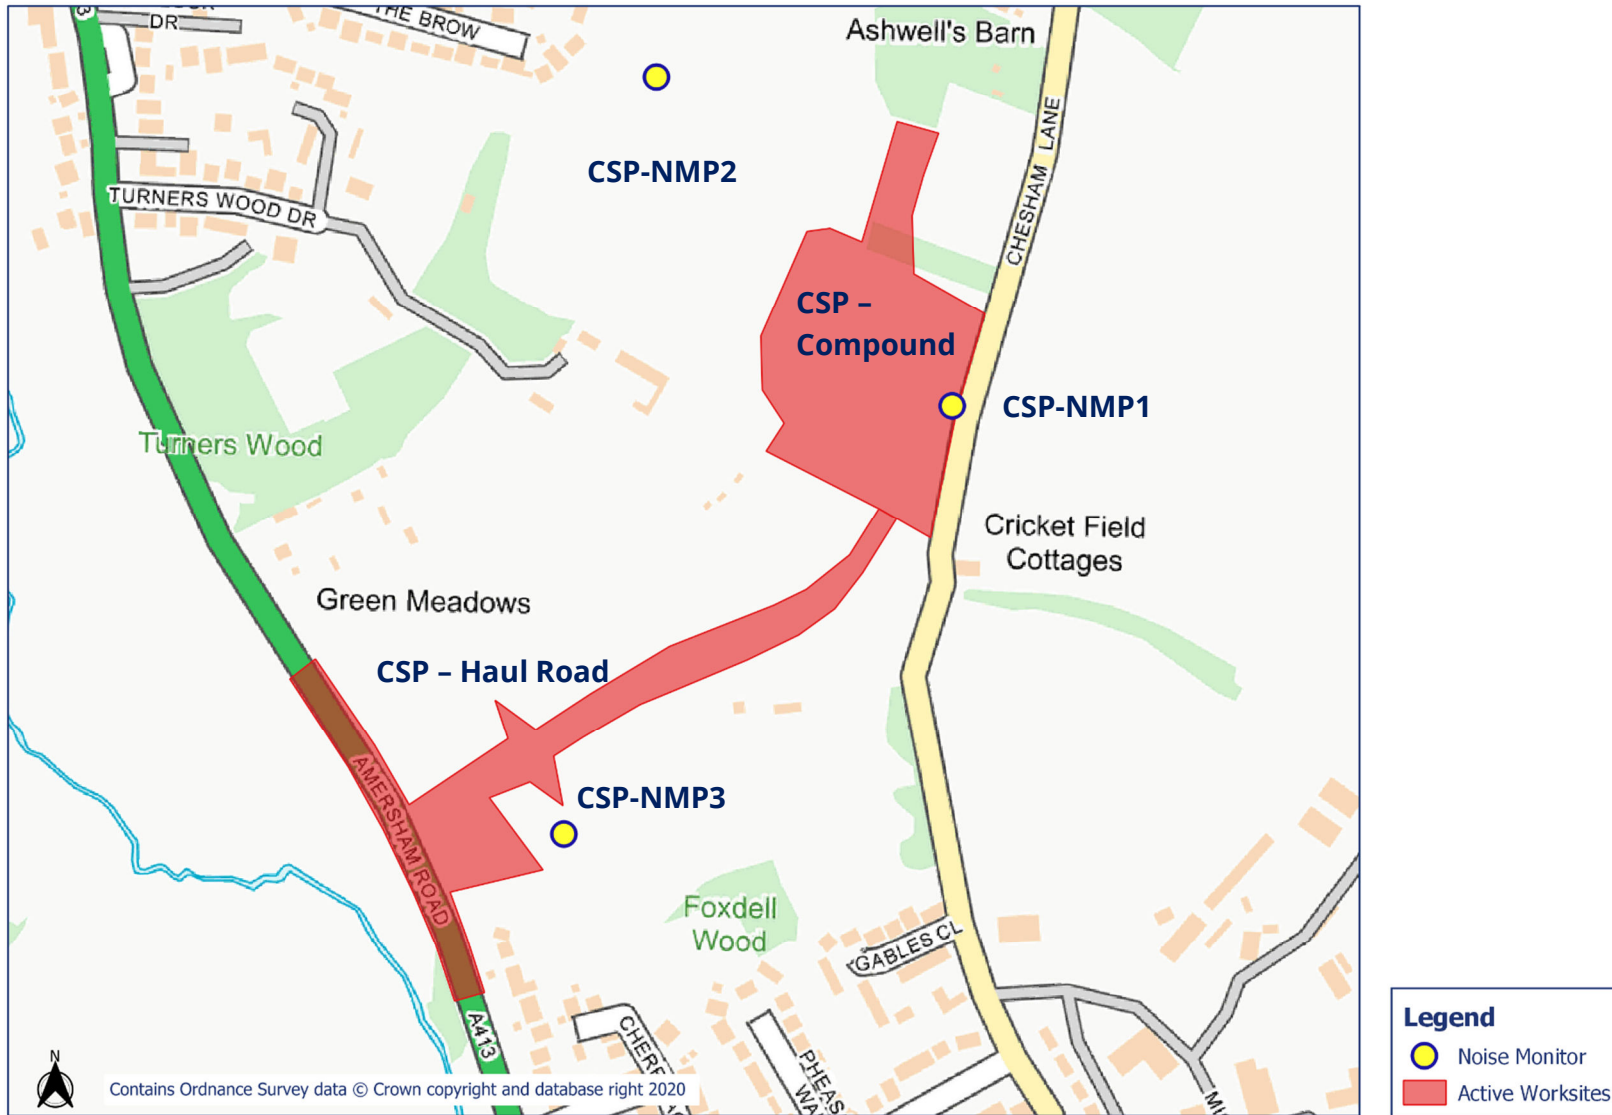 DR
THE BROW
Ashwell's Barn
CSP-NMP2
CHESHAM LANE
TURNERS WOOD DR
CSP –
Compound
CSP-NMP1
Turners Wood
Cricket Field
Cottages
Green Meadows
CSP – Haul Road
AMERSHAM ROAD
CSP-NMP3
Foxdell
Wood
GABLES CL
A413
N
Contains Ordnance Survey data © Crown copyright and database right 2020
Legend
Noise Monitor
Active Worksites